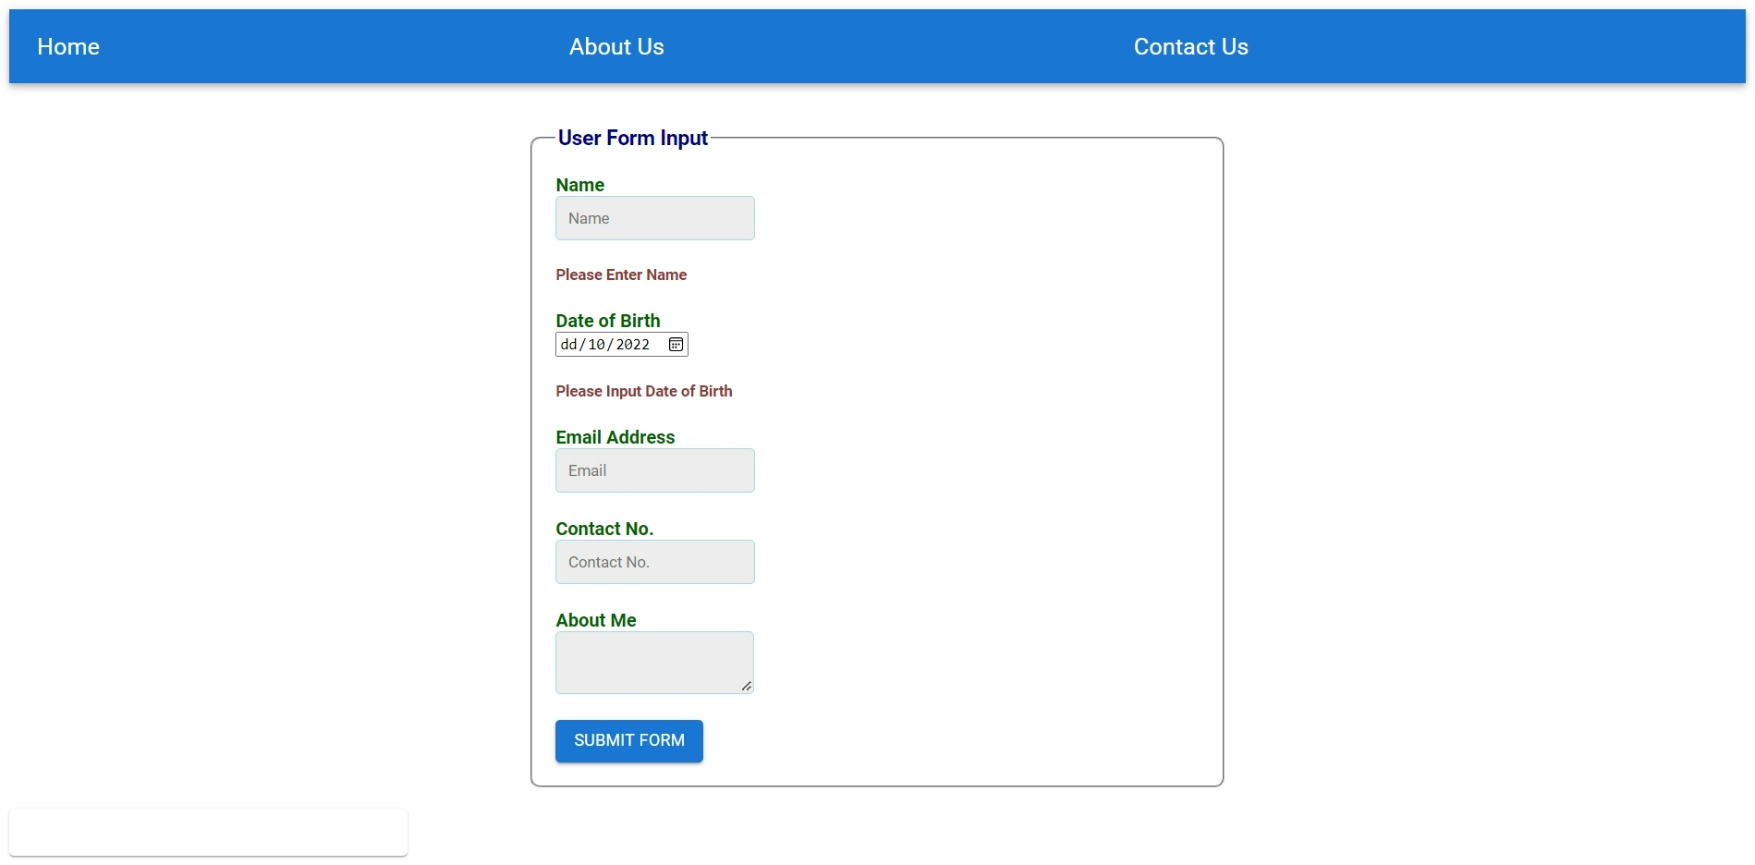 Home About Us Contact Us
User Form Input
Name
Name
Please Enter Name
Date of Birth
dd/10/2022
Please Input Date of Birth
Email Address
Email
Contact No.
Contact No.
About Me
SUBMIT FORM